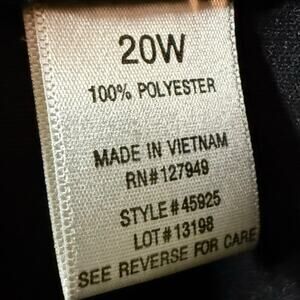 20W
100% POLYESTER
MADE IN VIETNAM
RN#127949
STYLE#45925
LOT#13198
SEE REVERSE FOR CARE